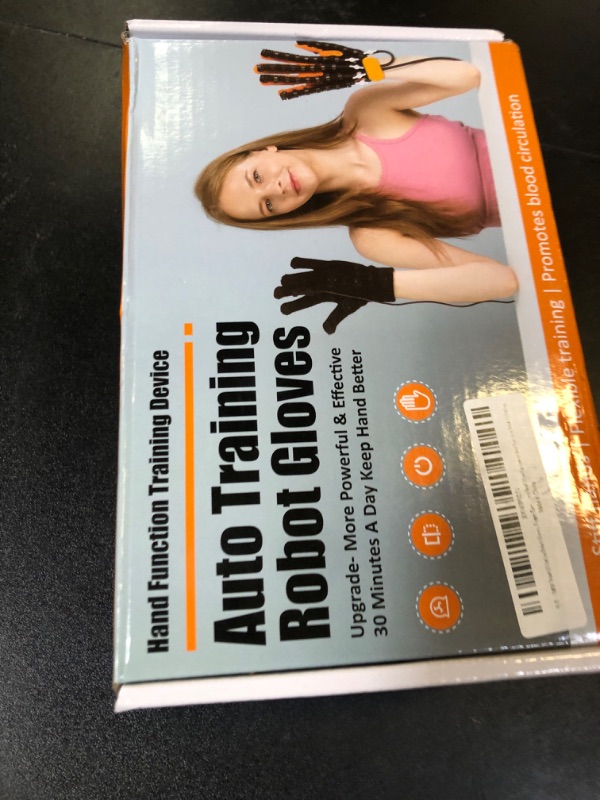 Hand Function Training Device
Auto Training
Robot Gloves
Upgrade- More Powerful & Effective
30 Minutes A Day Keep Hand Better
training | Promotes blood circulation